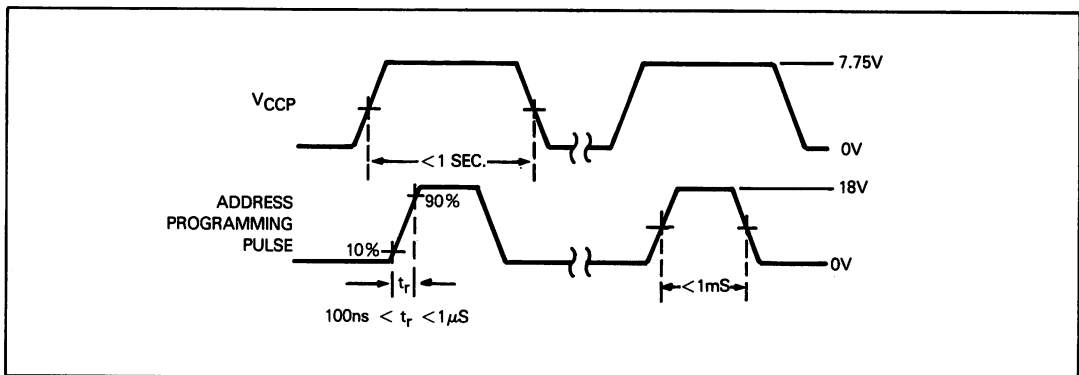 7.75V
VCCP
0V
<1 SEC.
18V
ADDRESS
PROGRAMMING
PULSE
90%
10%
0V
tr
<1mS
100ns < tr <1μS